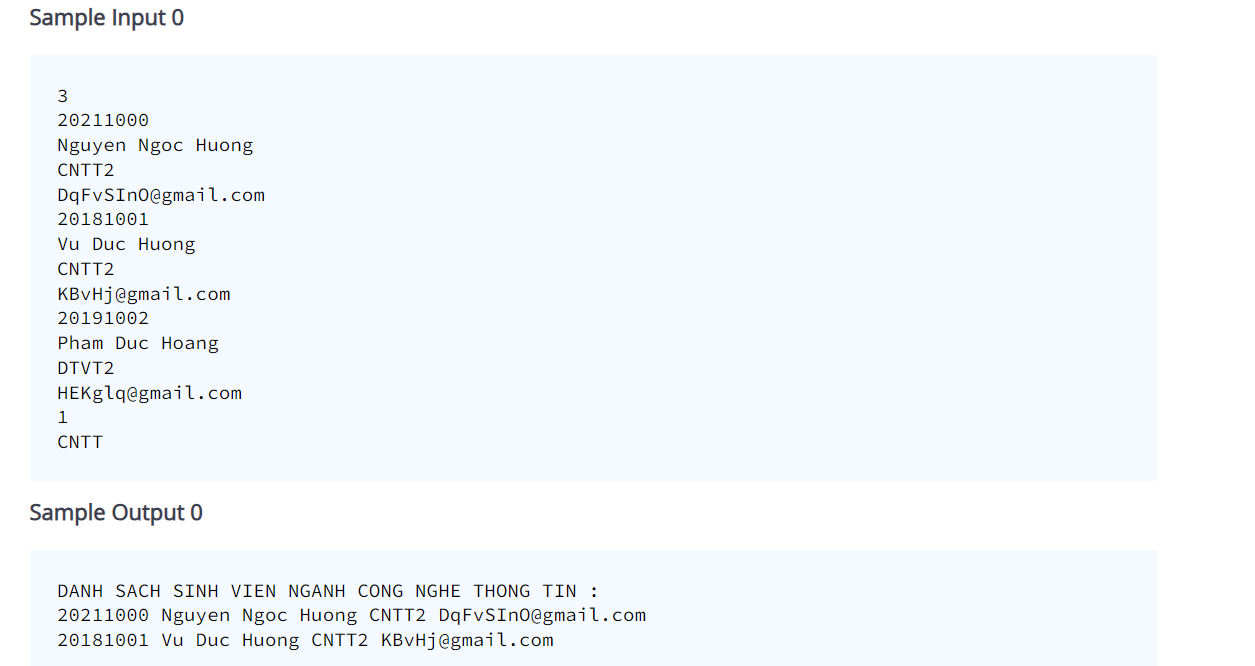 Sample Input 0
3
20211000
Nguyen Ngoc Huong
CNTT2
DqFvSInO@gmail.com
20181001
Vu Duc Huong
CNTT2
KBvHj@gmail.com
20191002
Pham Duc Hoang
DTVT2
HEKglq@gmail.com
1
CNTT
Sample Output 0
DANH SACH SINH VIEN NGANH CONG NGHE THONG TIN :
20211000 Nguyen Ngoc Huong CNTT2 DqFvSInO@gmail.com
20181001 Vu Duc Huong CNTT2 KBvHj@gmail.com